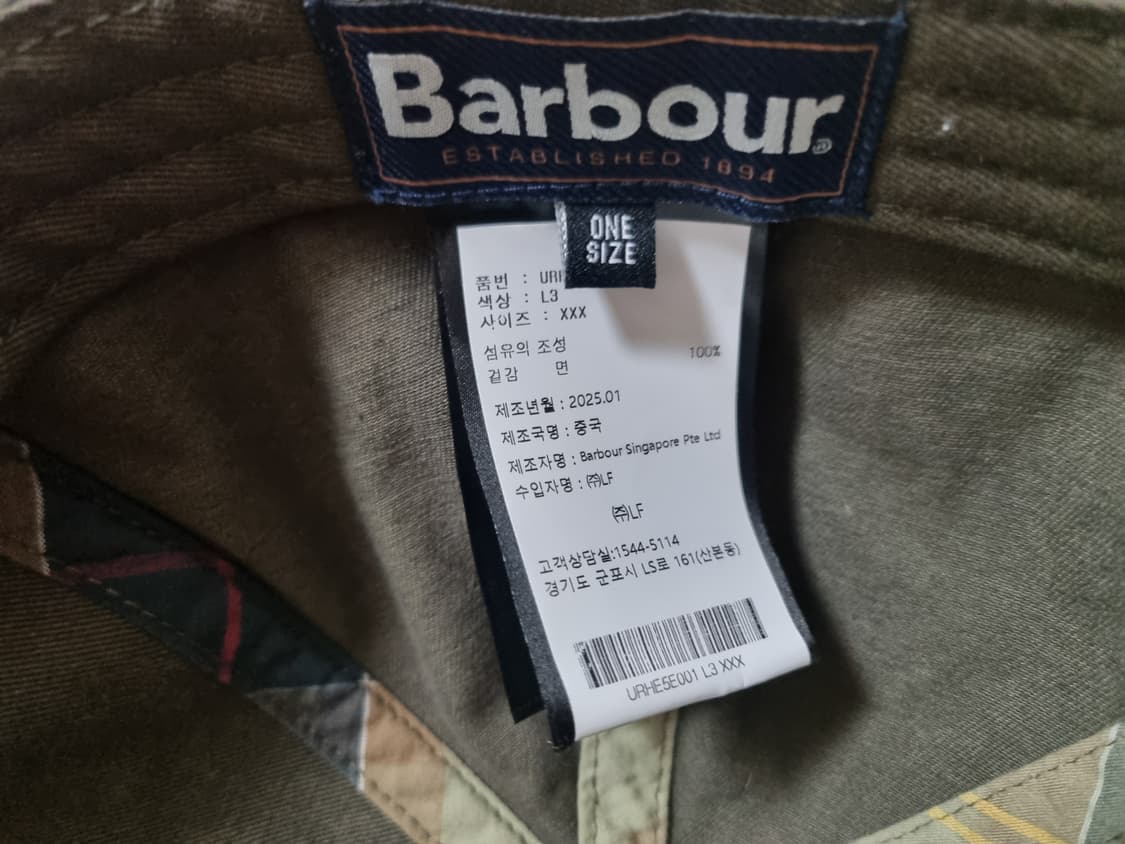 Barbour®
ESTABLISHED 1894
ONE
SIZE
품번 :
색상 : L3
사이즈 : XXX
섬유의 조성
겉감 면 100%
제조년월 : 2025.01
제조국명 : 중국
제조자명 : Barbour Singapore Pte Ltd
수입자명 : ㈜LF
㈜LF
고객상담실:1544-5114
경기도 군포시 LS로 161(산본동)
URHE5E001 L3 XXX